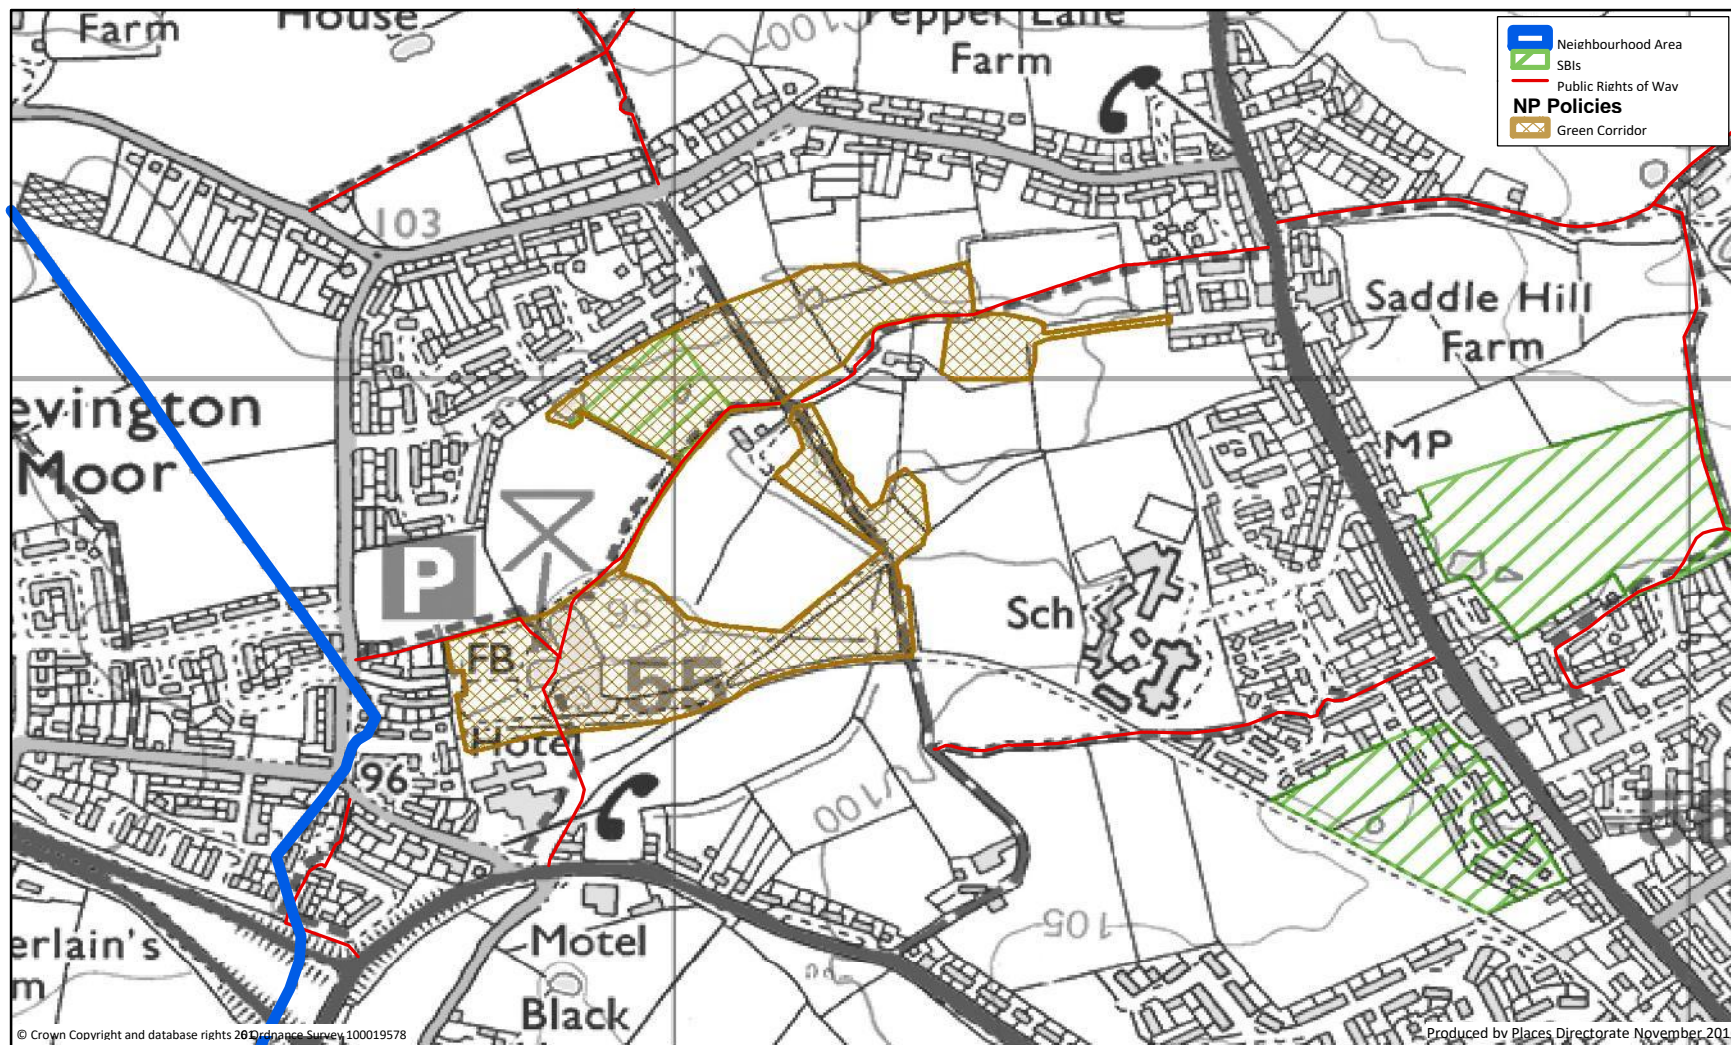 Farm
House
Pepper Lane
Farm
100
Neighbourhood Area
SBIs
Public Rights of Way
NP Policies
Green Corridor
103
Saddle Hill
Farm
evington
Moor
MP
P
Sch
95
FB
55
Hotel
96
100
105
56
erlain's
m
Motel
Black
© Crown Copyright and database rights Ordnance Survey 100019578
Produced by Places Directorate November 201